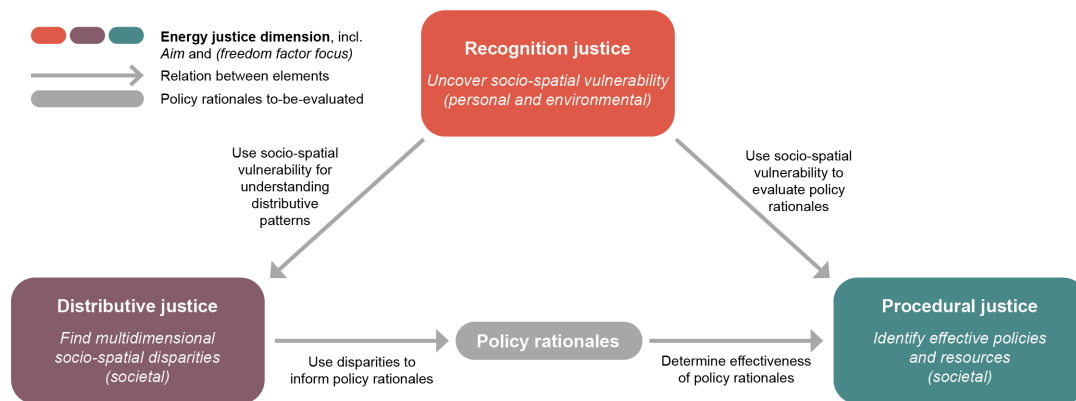 Energy justice dimension, incl.
Aim and (freedom factor focus)
Relation between elements
Policy rationales to-be-evaluated
Recognition justice
Uncover socio-spatial vulnerability
(personal and environmental)
Use socio-spatial
vulnerability for
understanding
distributive
patterns
Use socio-spatial
vulnerability to
evaluate policy
rationales
Distributive justice
Find multidimensional
socio-spatial disparities
(societal)
Use disparities to
inform policy rationales
Policy rationales
Determine effectiveness
of policy rationales
Procedural justice
Identify effective policies
and resources
(societal)